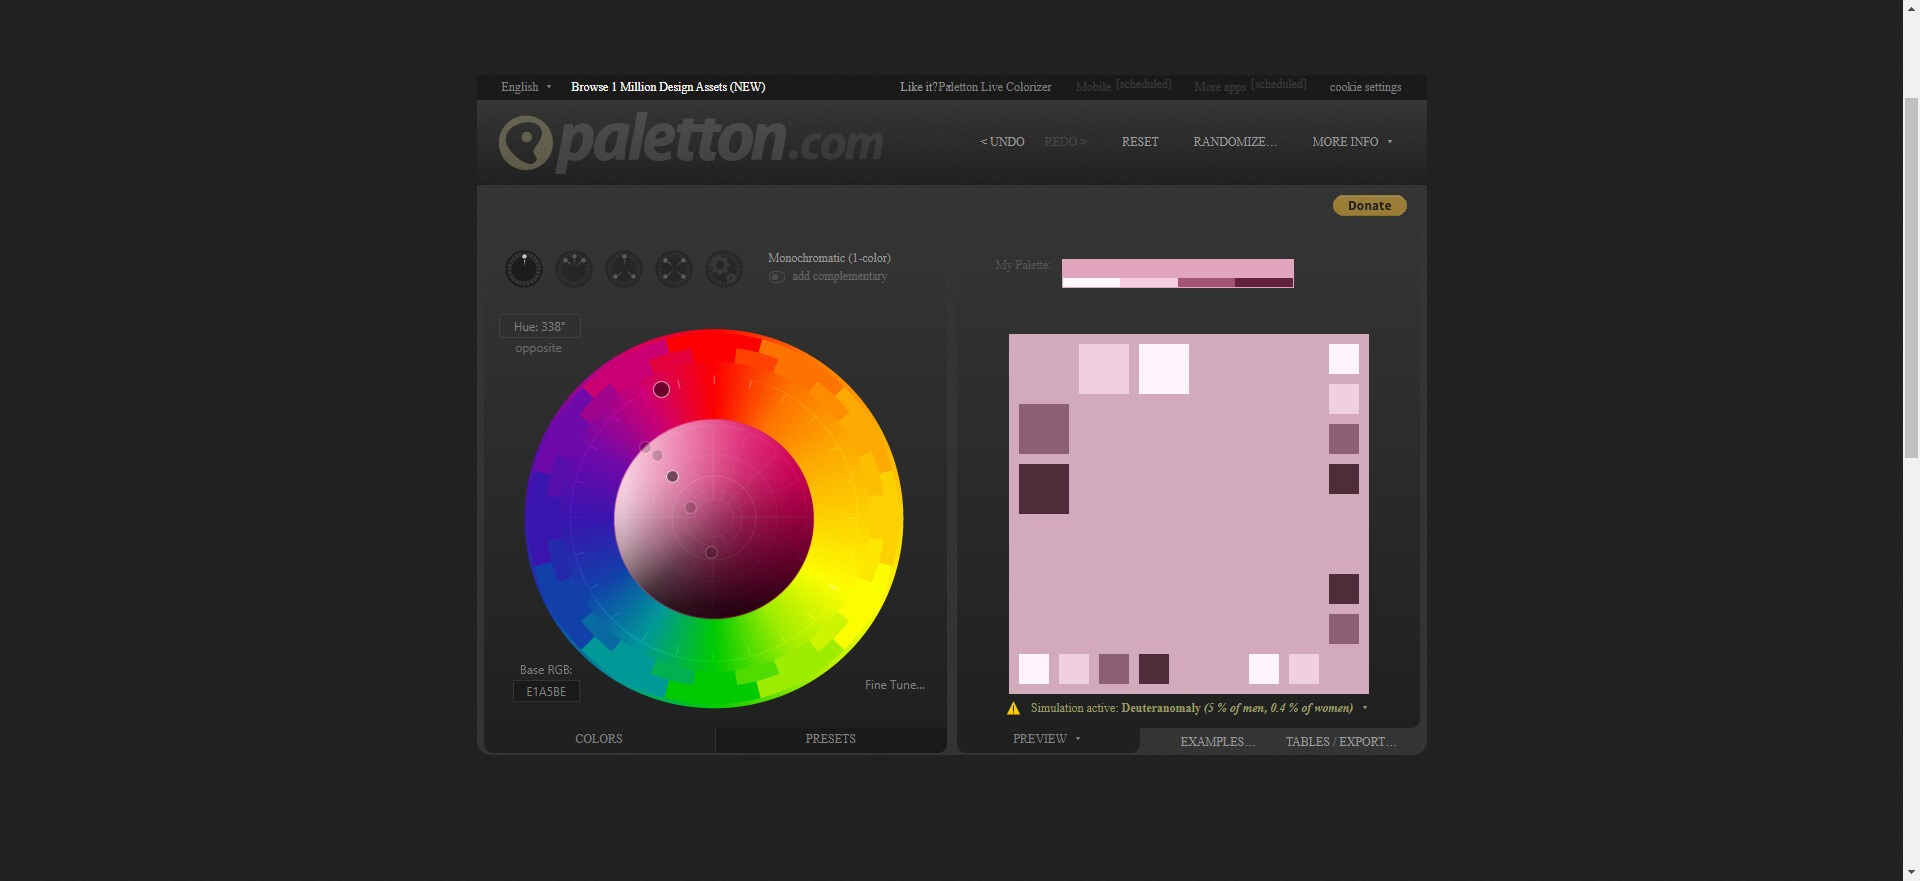 English
Browse 1 Million Design Assets (NEW)
Like it?
Paletton Live Colorizer
Mobile [scheduled]
More apps [scheduled]
cookie settings
paletton.com
< UNDO
REDO >
RESET
RANDOMIZE...
MORE INFO
Donate
Monochromatic (1-color)
add complementary
My Palette:
Hue: 338°
opposite
Base RGB:
E1A5BE
Fine Tune...
Simulation active: Deuteranomaly (5 % of men, 0.4 % of women)
COLORS
PRESETS
PREVIEW
EXAMPLES...
TABLES / EXPORT...